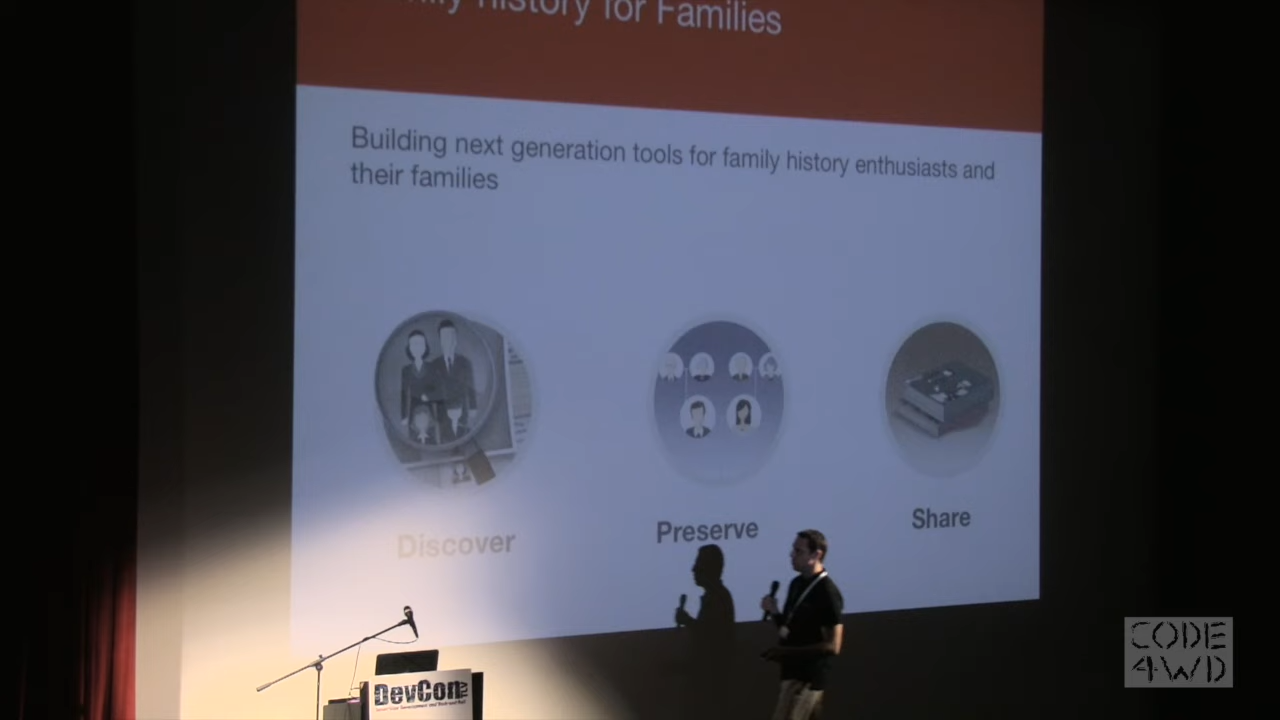 History for Families
Building next generation tools for family history enthusiasts and
their families
Discover
Preserve
Share
DevCon
CODE
4WD